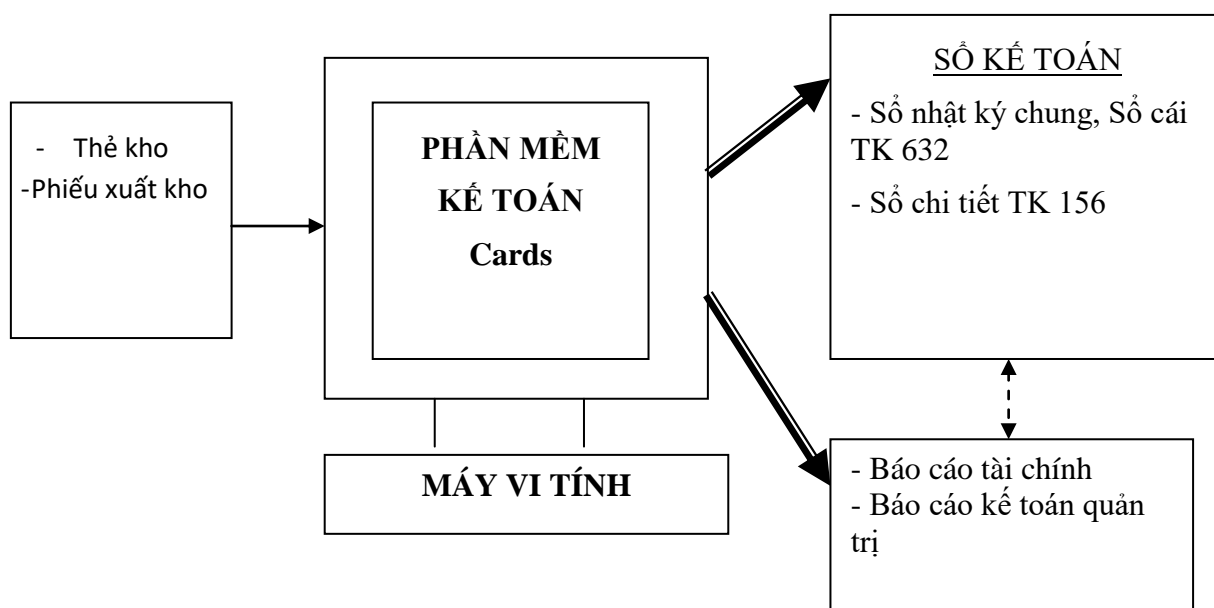 - Thẻ kho
-Phiếu xuất kho
PHẦN MỀM
KẾ TOÁN
Cards
MÁY VI TÍNH
SỔ KẾ TOÁN
- Sổ nhật ký chung, Sổ cái
TK 632
- Sổ chi tiết TK 156
- Báo cáo tài chính
- Báo cáo kế toán quản
trị